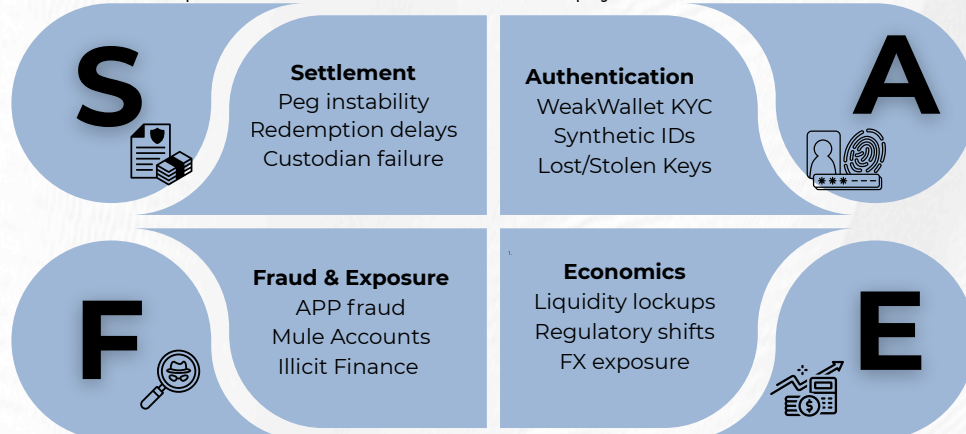 S
Settlement
Peg instability
Redemption delays
Custodian failure
Authentication
WeakWallet KYC
Synthetic IDs
Lost/Stolen Keys
A
F
Fraud & Exposure
APP fraud
Mule Accounts
Illicit Finance
1.
Economics
Liquidity lockups
Regulatory shifts
FX exposure
E